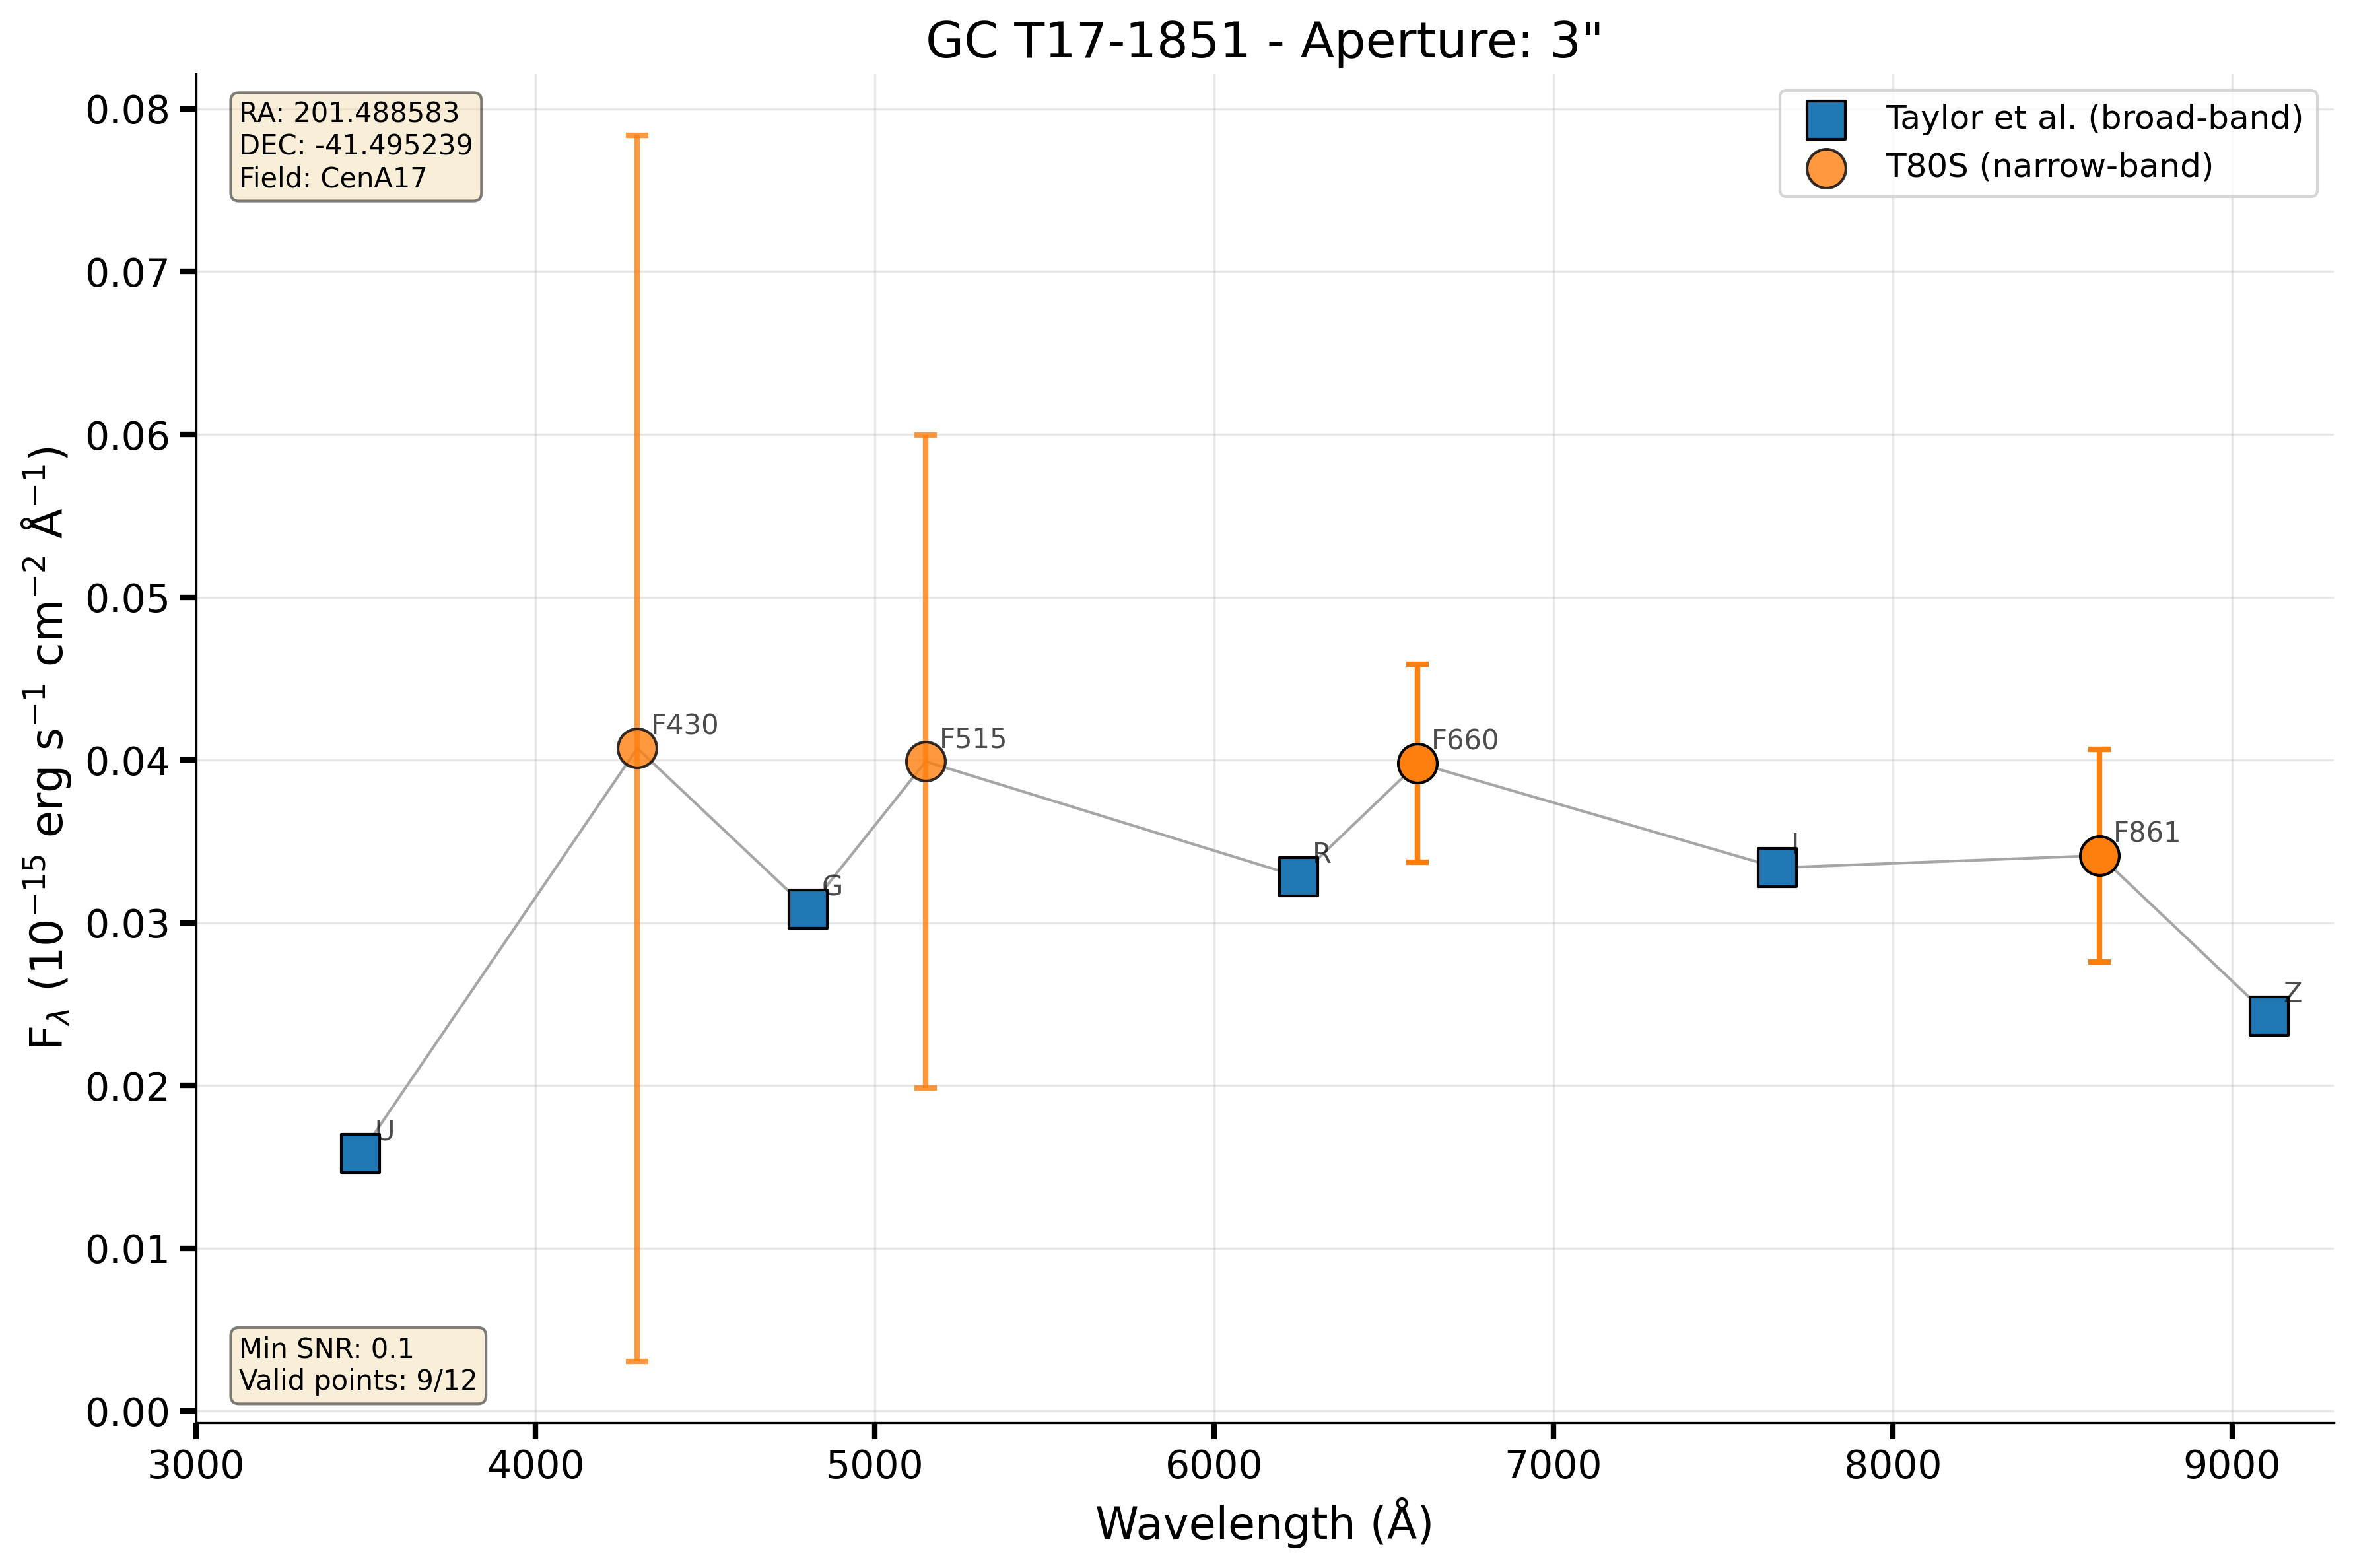 GC T17-1851 - Aperture: 3"
RA: 201.488583
DEC: -41.495239
Field: CenA17
Taylor et al. (broad-band)
T80S (narrow-band)
0.08
0.07
0.06
0.05
0.04
0.03
0.02
0.01
0.00
F_λ (10⁻¹⁵ erg s⁻¹ cm⁻² Å⁻¹)
U
F430
G
F515
R
F660
I
F861
Z
Min SNR: 0.1
Valid points: 9/12
3000 4000 5000 6000 7000 8000 9000
Wavelength (Å)